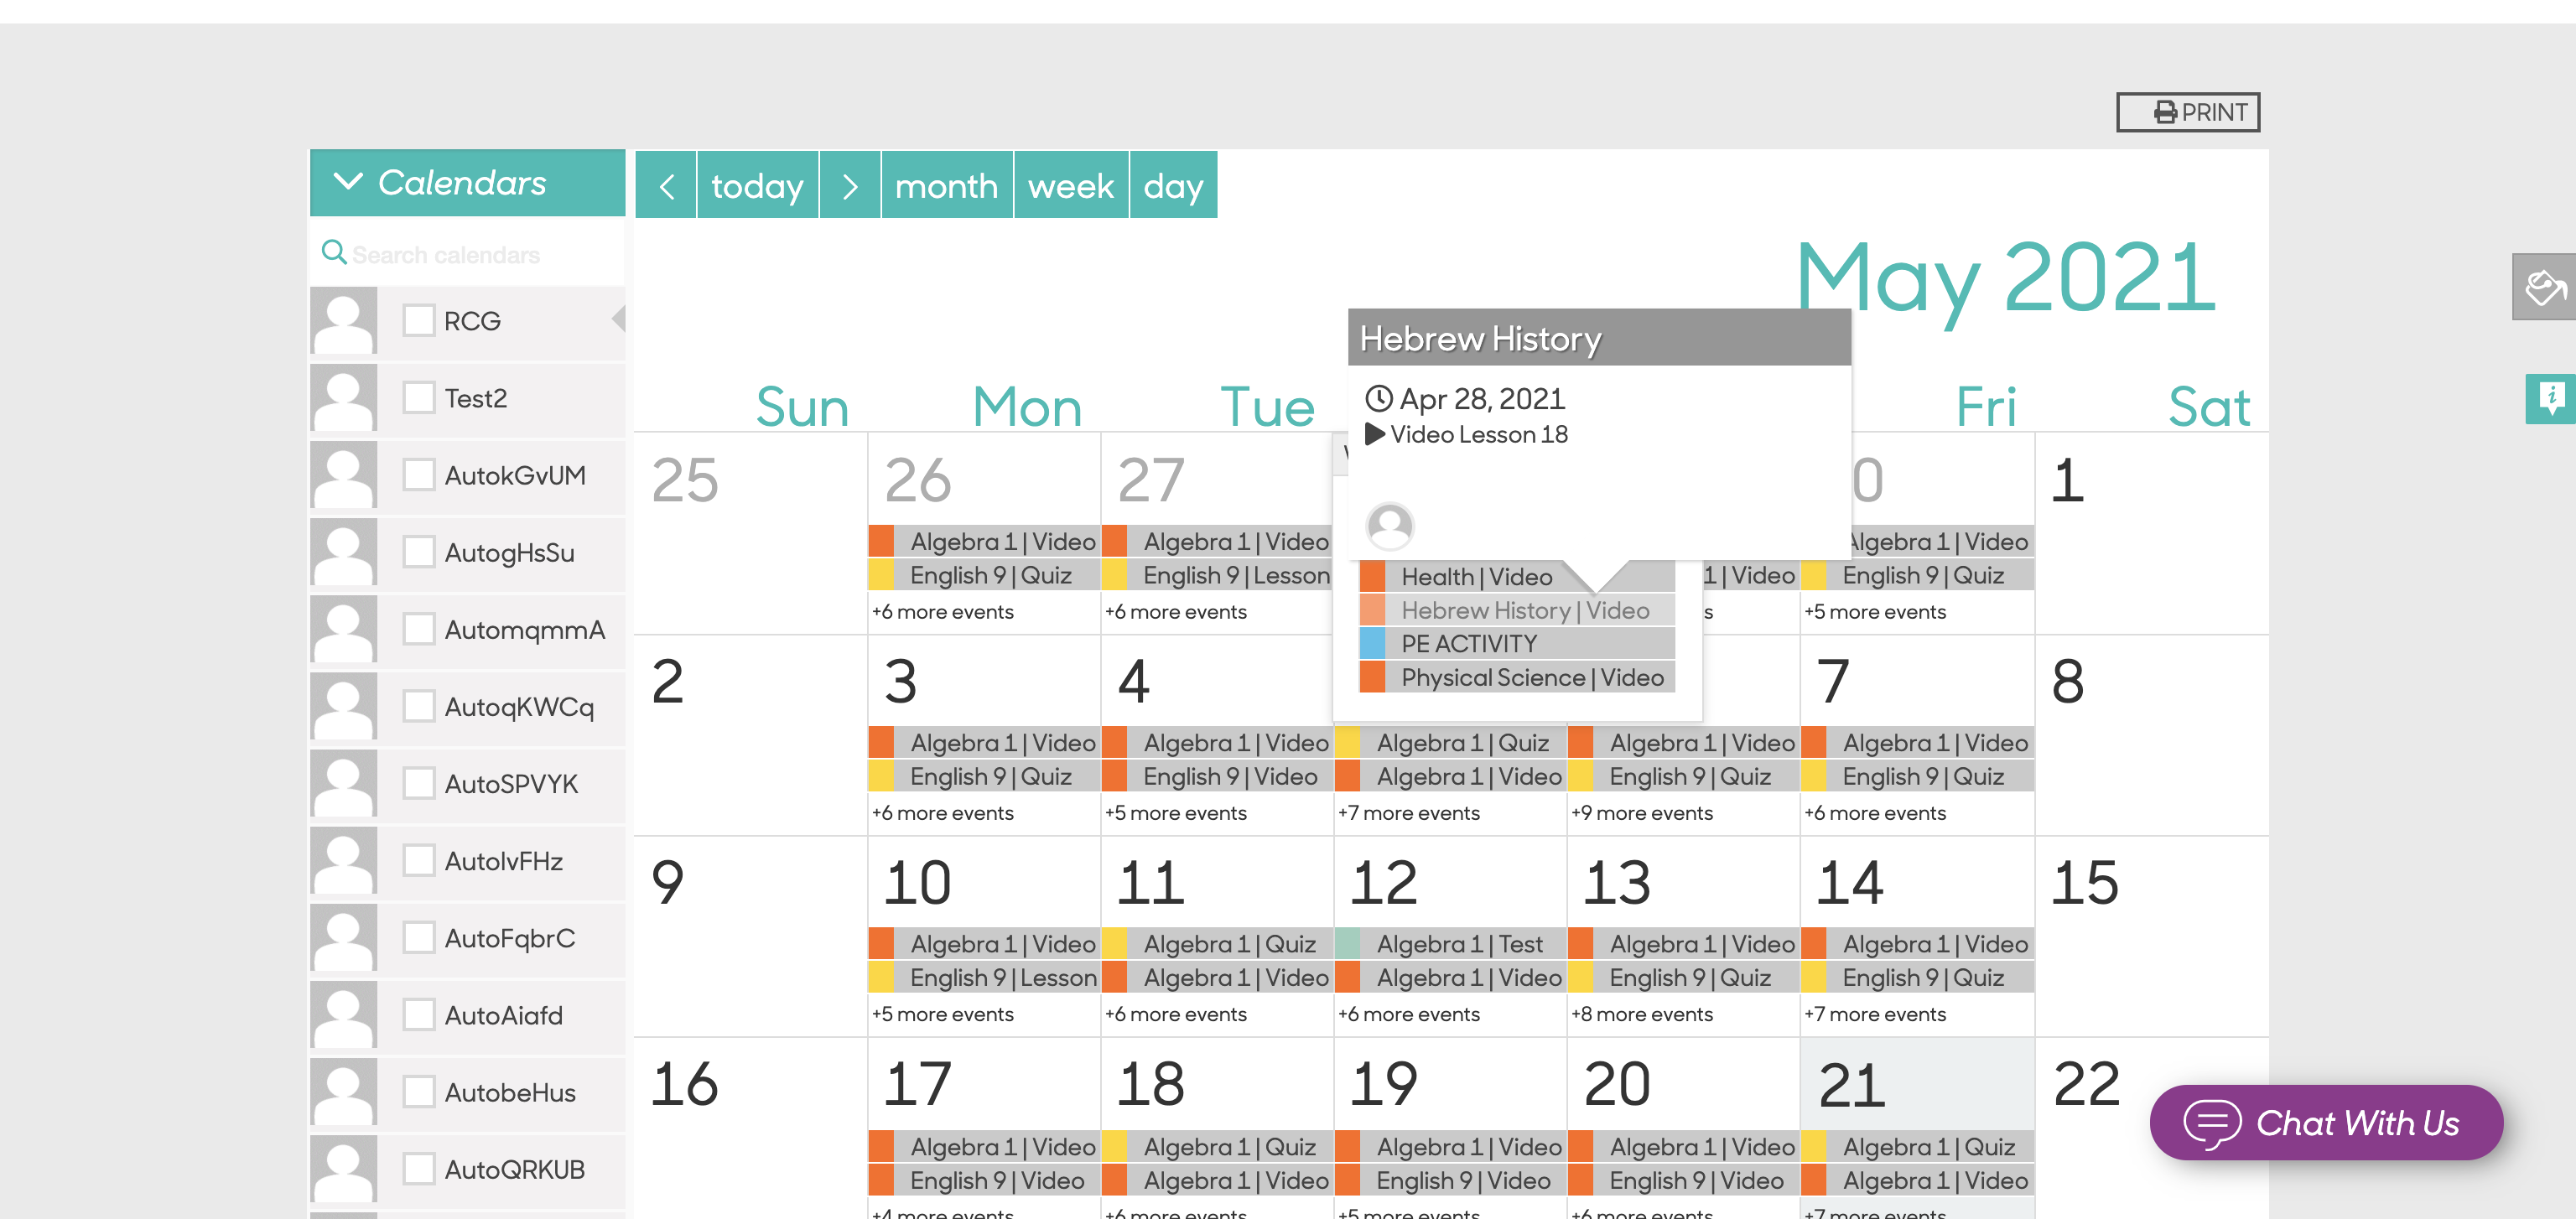 PRINT
Calendars
today
month
week
day
Search calendars
May 2021
RCG
Test2
AutokGvUM
AutogHsSu
AutomqmmA
AutoqKWCq
AutoSPVYK
AutoIvFHz
AutoFqbrC
AutoAiafd
AutobeHus
AutoQRKUB
Hebrew History
Apr 28, 2021
Video Lesson 18
Sun Mon Tue Fri Sat
25 26 27 0 1
Algebra 1 | Video Algebra 1 | Video Algebra 1 | Video
English 9 | Quiz English 9 | Lesson 1 | Video English 9 | Quiz
+6 more events +6 more events s +5 more events
Health | Video
Hebrew History | Video
PE ACTIVITY
Physical Science | Video
2 3 4 7 8
Algebra 1 | Video Algebra 1 | Video Algebra 1 | Quiz Algebra 1 | Video Algebra 1 | Video
English 9 | Quiz English 9 | Video Algebra 1 | Video English 9 | Quiz English 9 | Quiz
+6 more events +5 more events +7 more events +9 more events +6 more events
9 10 11 12 13 14 15
Algebra 1 | Video Algebra 1 | Quiz Algebra 1 | Test Algebra 1 | Video Algebra 1 | Video
English 9 | Lesson Algebra 1 | Video Algebra 1 | Video English 9 | Quiz English 9 | Quiz
+5 more events +6 more events +6 more events +8 more events +7 more events
16 17 18 19 20 21 22
Algebra 1 | Video Algebra 1 | Quiz Algebra 1 | Video Algebra 1 | Video Algebra 1 | Quiz
English 9 | Video Algebra 1 | Video English 9 | Video English 9 | Video Algebra 1 | Video
+4 more events +6 more events +5 more events +6 more events +7 more events
Chat With Us